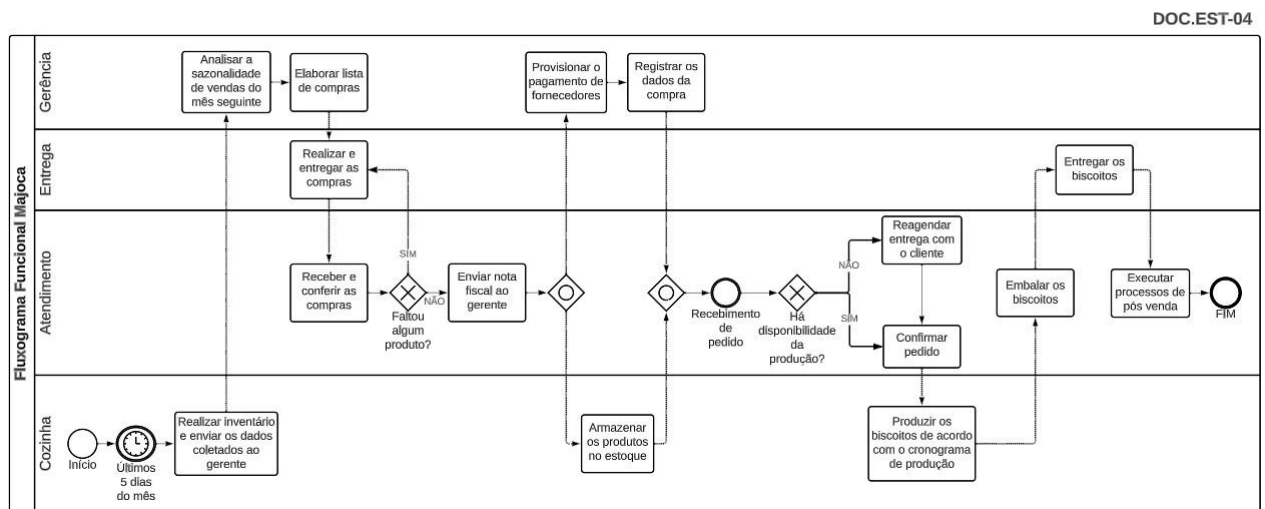 DOC.EST-04
Fluxograma Funcional Majoca
Gerência
Analisar a
sazonalidade
de vendas do
mês seguinte
Elaborar lista
de compras
Provisionar o
pagamento de
fornecedores
Registrar os
dados da
compra
Entrega
Realizar e
entregar as
compras
Entregar os
biscoitos
Atendimento
Receber e
conferir as
compras
SIM
NÃO
Faltou
algum
produto?
Enviar nota
fiscal ao
gerente
Recebimento
de
pedido
Há
disponibilidade
da
produção?
NÃO
SIM
Reagendar
entrega com
o cliente
Confirmar
pedido
Embalar os
biscoitos
Executar
processos de
pós venda
FIM
Cozinha
Início
Últimos
5 dias
do mês
Realizar inventário
e enviar os dados
coletados ao
gerente
Armazenar
os produtos
no estoque
Produzir os
biscoitos de acordo
com o cronograma
de produção